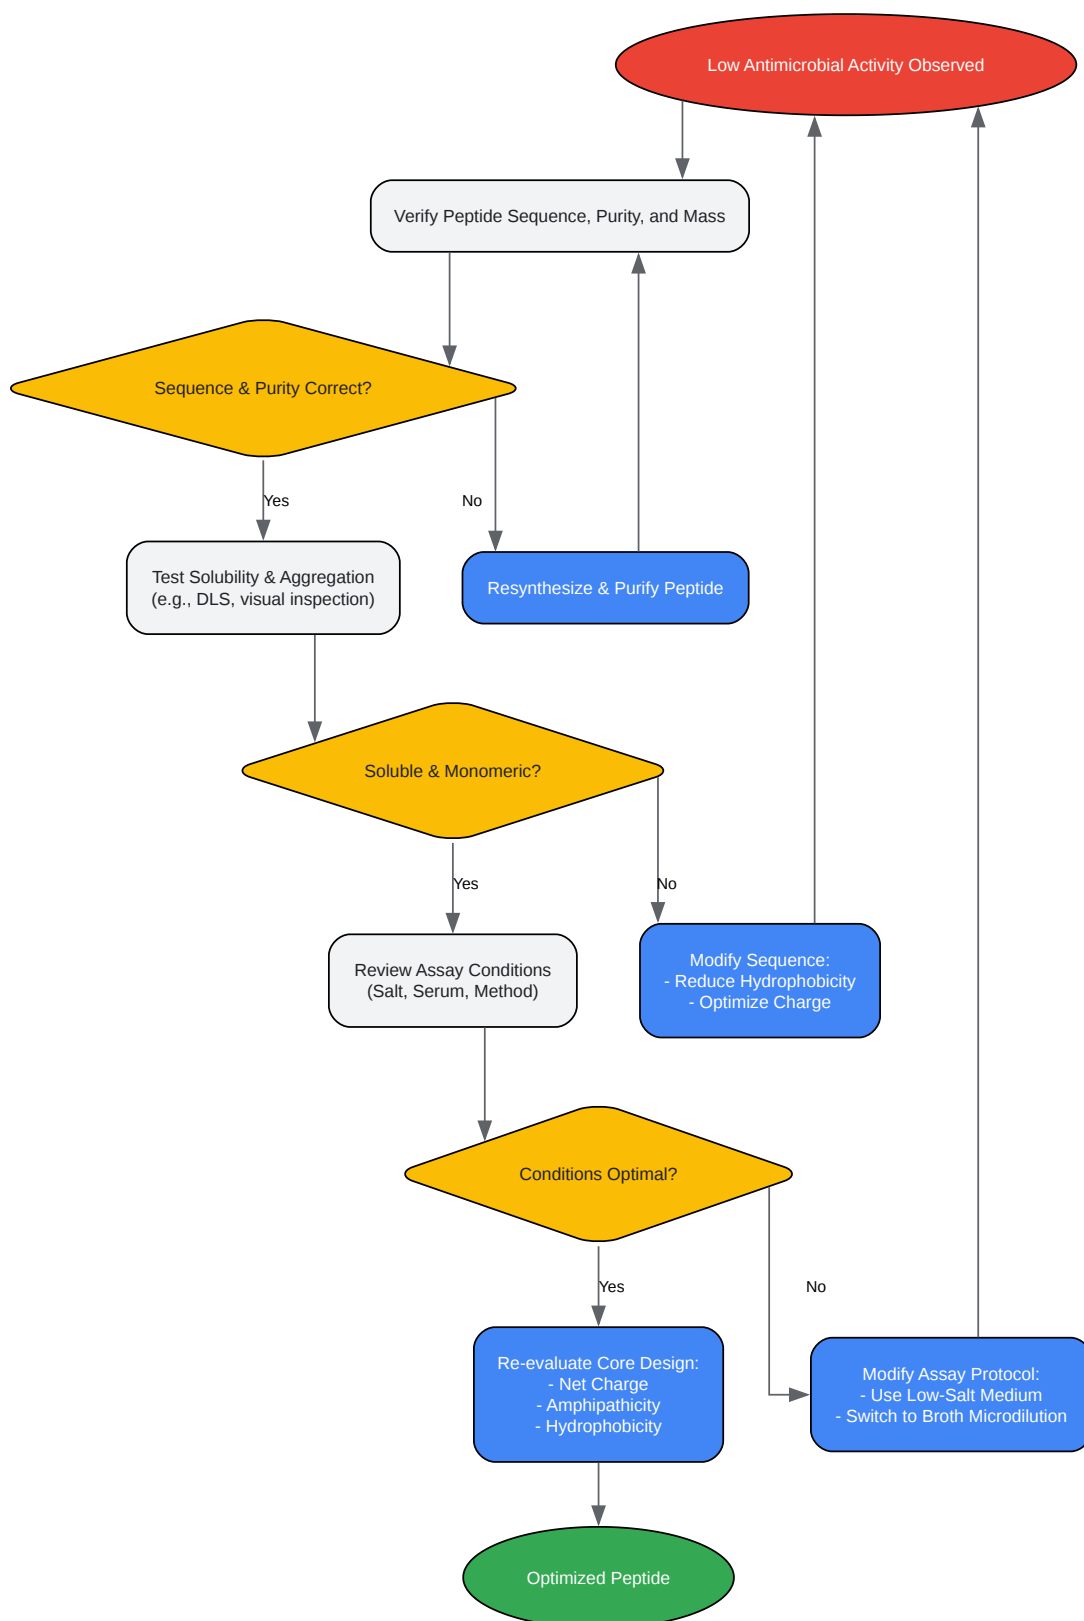 Low Antimicrobial Activity Observed
Verify Peptide Sequence, Purity, and Mass
Sequence & Purity Correct?
Yes
No
Test Solubility & Aggregation
(e.g., DLS, visual inspection)
Resynthesize & Purify Peptide
Soluble & Monomeric?
Yes
No
Review Assay Conditions
(Salt, Serum, Method)
Modify Sequence:
- Reduce Hydrophobicity
- Optimize Charge
Conditions Optimal?
Yes
No
Re-evaluate Core Design:
- Net Charge
- Amphipathicity
- Hydrophobicity
Modify Assay Protocol:
- Use Low-Salt Medium
- Switch to Broth Microdilution
Optimized Peptide